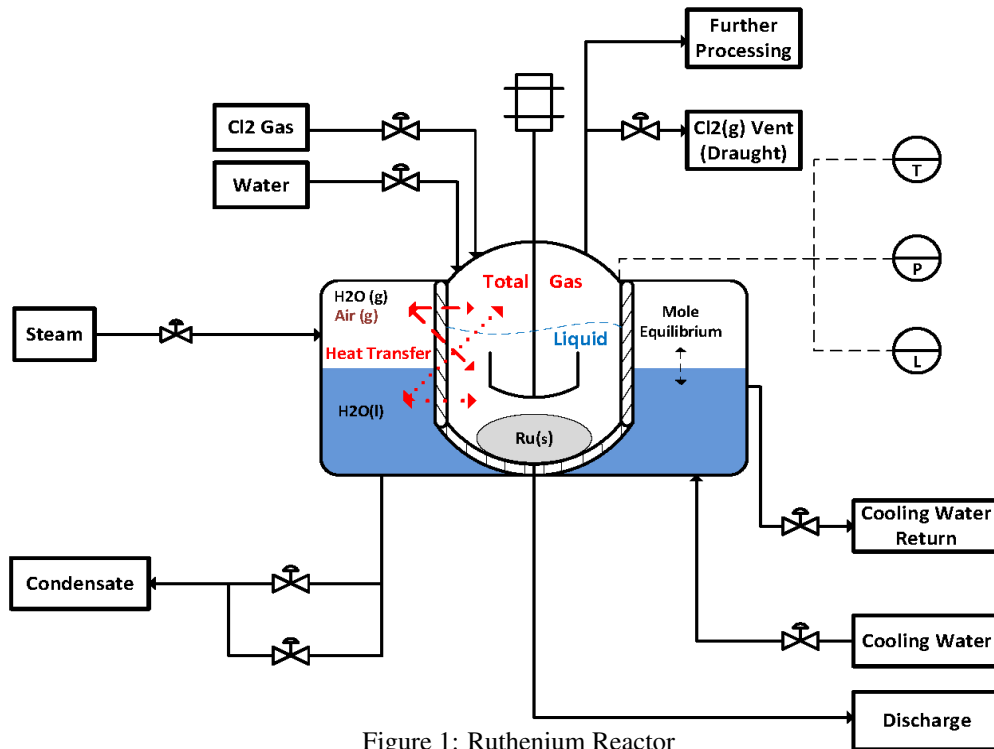 Further
Processing
Cl2 Gas
Cl2(g) Vent
(Draught)
Water
T
Total Gas
H2O (g)
Air (g)
Mole
Equilibrium
P
Steam
Liquid
Heat Transfer
L
H2O(l)
Ru(s)
Cooling Water
Return
Condensate
Cooling Water
Discharge
Figure 1: Ruthenium Reactor